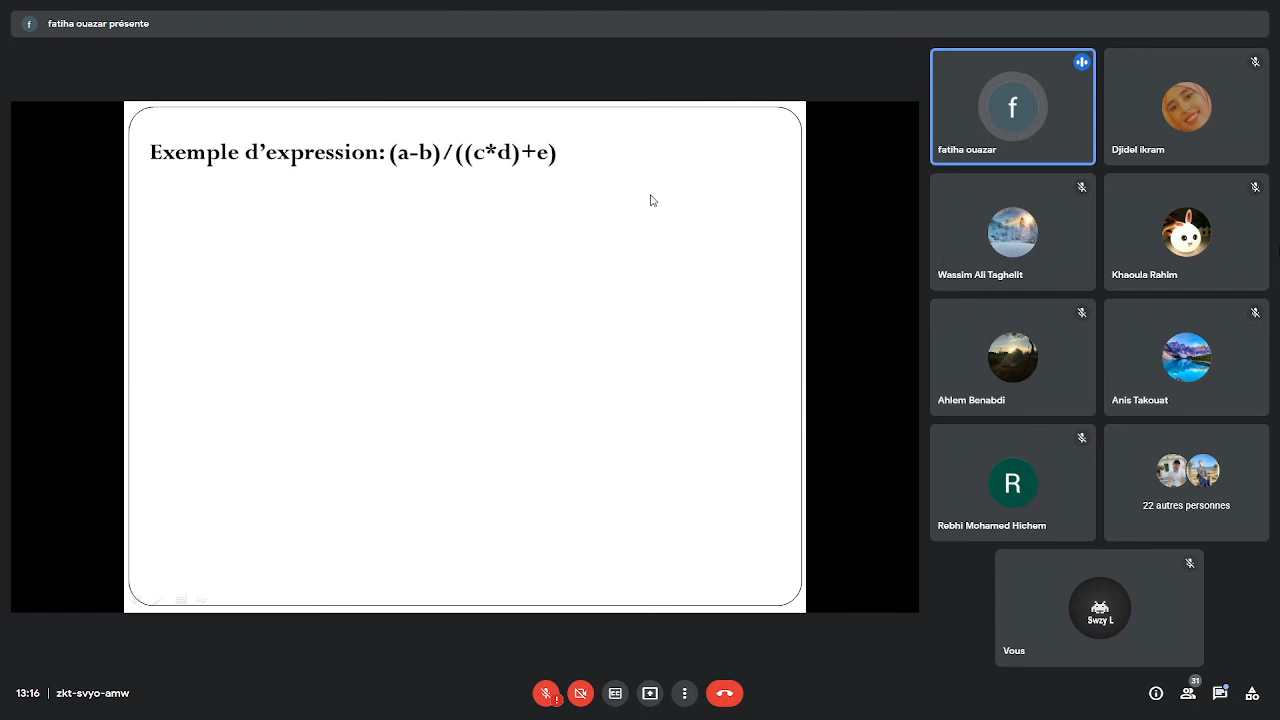 f fatiha ouazar présente
Exemple d'expression: (a-b)/((c*d)+e)
f
fatiha ouazar
Djidel ikram
Wassim Ali Taghelit
Khaoula Rahim
Ahlem Benabdi
Anis Takouat
R
Rebhi Mohamed Hichem
22 autres personnes
Swzy L
Vous
13:16 | zkt-svyo-amw
31